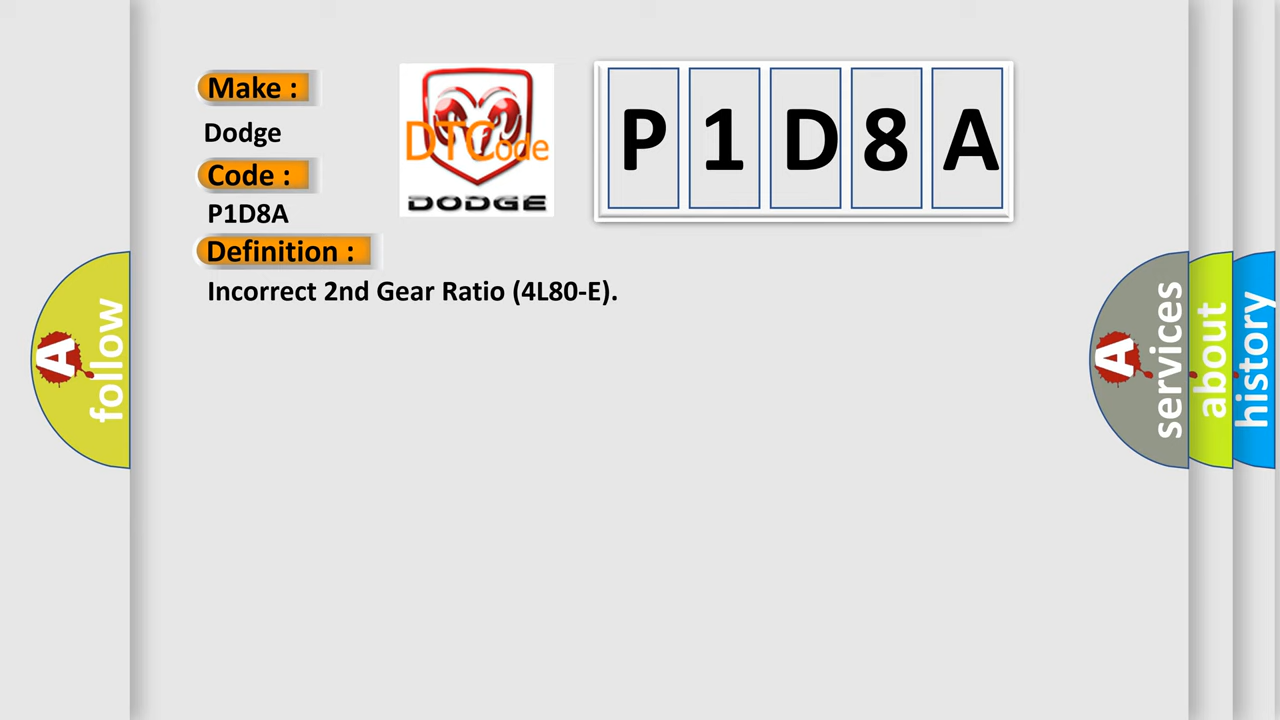 Make :
Dodge
Code :
P1D8A
Definition :
Incorrect 2nd Gear Ratio (4L80-E).
DTCode
DODGE
P 1 D 8 A
A follow
A services
about
history